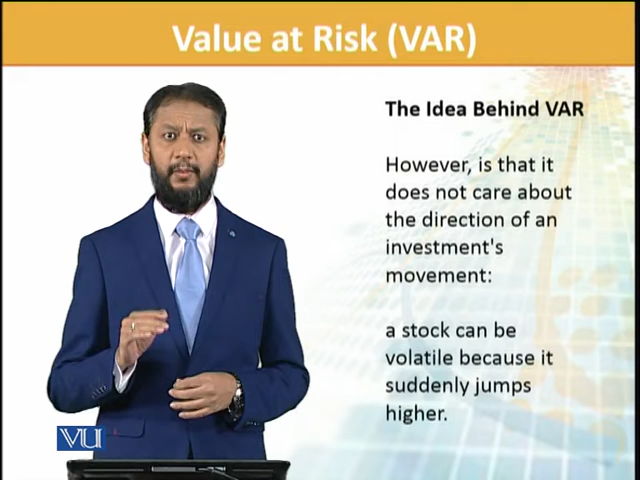 Value at Risk (VAR)
The Idea Behind VAR
However, is that it
does not care about
the direction of an
investment's
movement:
a stock can be
volatile because it
suddenly jumps
higher.
VU